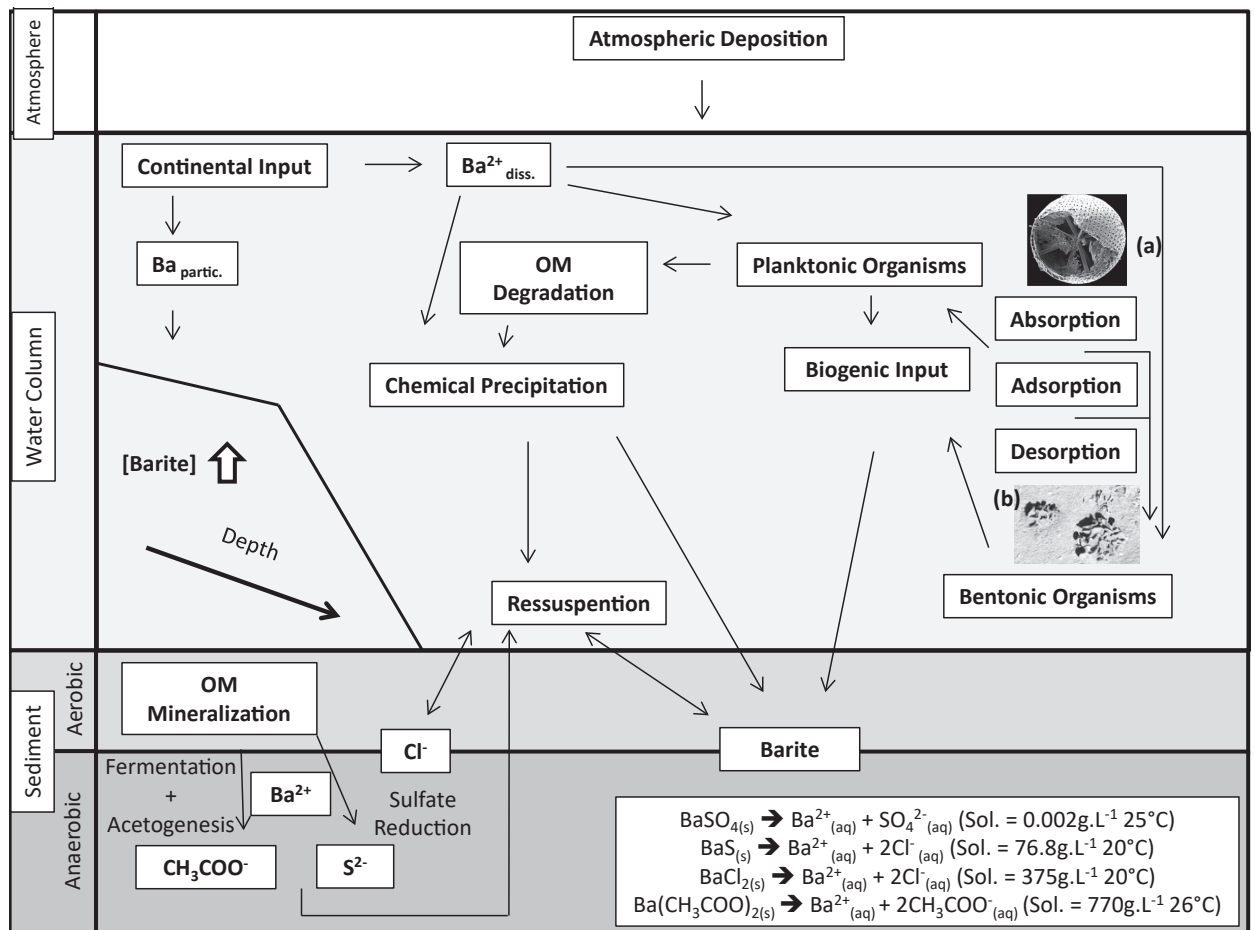 Atmosphere
Atmospheric Deposition
Water Column
Continental Input
Ba²⁺ diss.
Ba partic.
OM
Degradation
Planktonic Organisms
(a)
Absorption
Chemical Precipitation
Biogenic Input
Adsorption
Desorption
[Barite]
(b)
Depth
Ressuspention
Bentonic Organisms
Sediment
Aerobic
OM
Mineralization
Cl⁻
Barite
Anaerobic
Fermentation
+
Acetogenesis
Ba²⁺
Sulfate
Reduction
CH₃COO⁻
S²⁻
BaSO₄(s) ➔ Ba²⁺(aq) + SO₄²⁻(aq) (Sol. = 0.002g.L⁻¹ 25°C)
BaS(s) ➔ Ba²⁺(aq) + 2Cl⁻(aq) (Sol. = 76.8g.L⁻¹ 20°C)
BaCl₂(s) ➔ Ba²⁺(aq) + 2Cl⁻(aq) (Sol. = 375g.L⁻¹ 20°C)
Ba(CH₃COO)₂(s) ➔ Ba²⁺(aq) + 2CH₃COO⁻(aq) (Sol. = 770g.L⁻¹ 26°C)